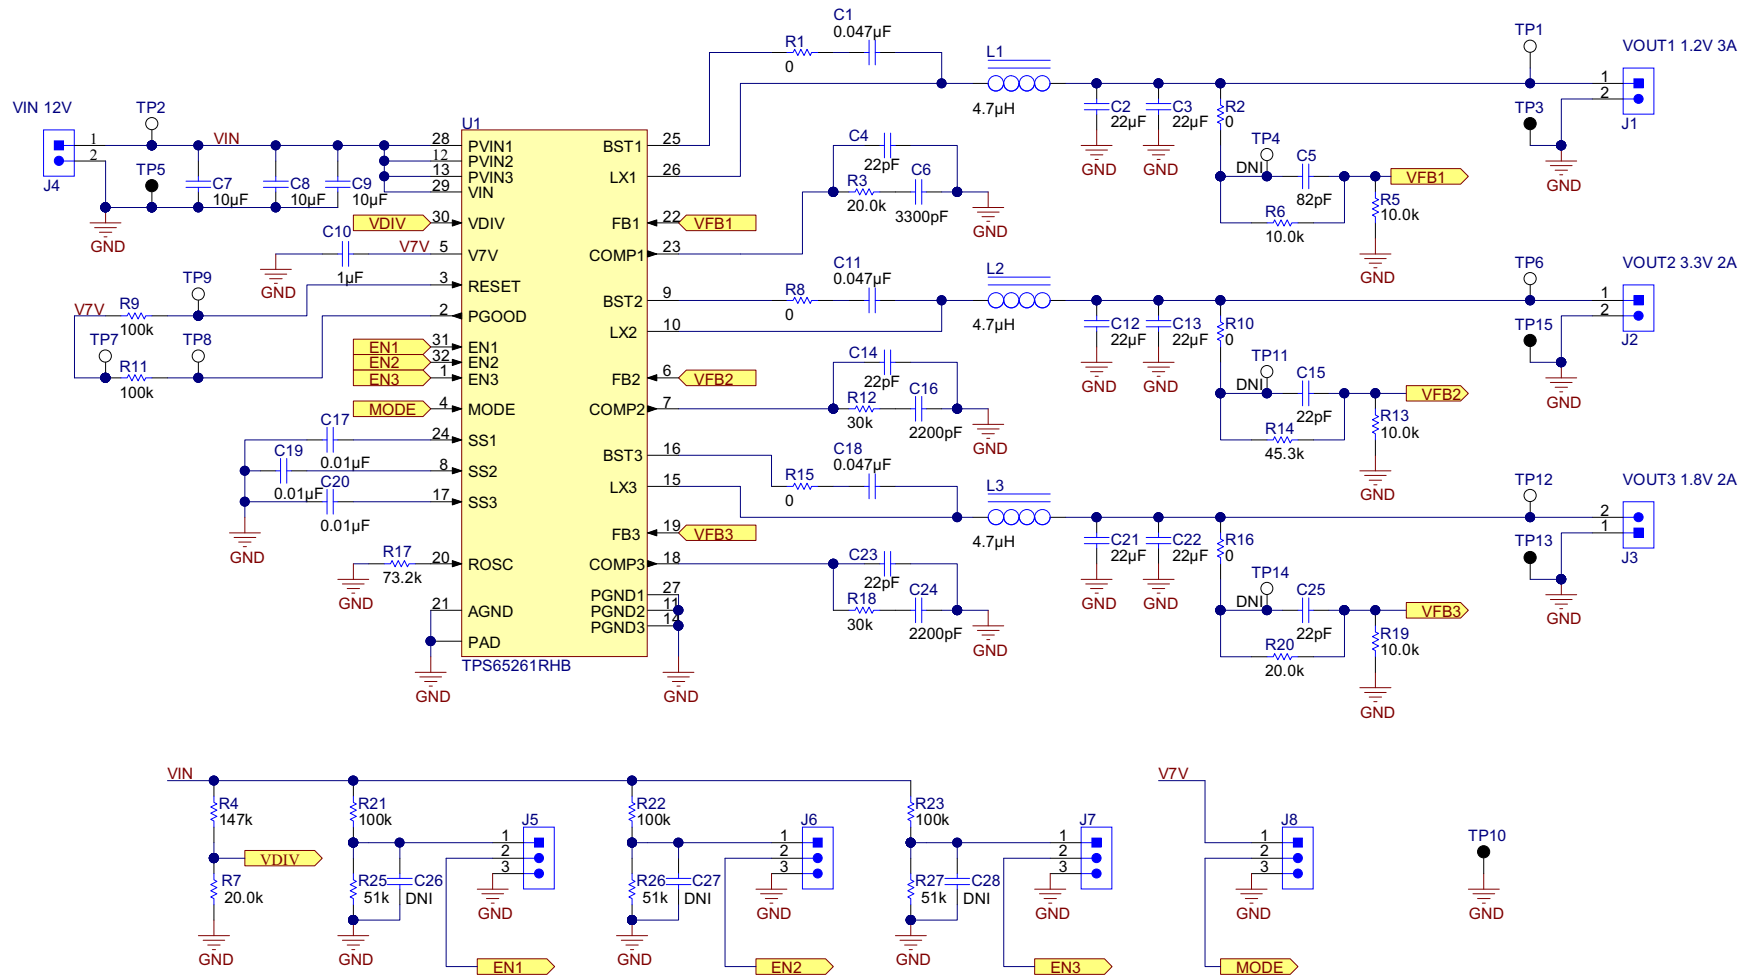 C1
0.047µF
R1
0
L1
4.7µH
TP1
VOUT1 1.2V 3A
1
2
J1
C2
22µF
C3
22µF
R2
0
TP3
GND
GND
GND
VIN 12V
TP2
VIN
1
2
J4
TP5
C7
10µF
C8
10µF
C9
10µF
GND
U1
28 PVIN1
12 PVIN2
13 PVIN3
29 VIN
VDIV 30 VDIV
C10
1µF
V7V 5 V7V
GND
3 RESET
2 PGOOD
EN1 31 EN1
EN2 32 EN2
EN3 1 EN3
MODE 4 MODE
24 SS1
8 SS2
17 SS3
20 ROSC
21 AGND
PAD
TPS65261RHB
BST1 25
LX1 26
FB1 22 VFB1
COMP1 23
BST2 9
LX2 10
FB2 6 VFB2
COMP2 7
BST3 16
LX3 15
FB3 19 VFB3
COMP3 18
PGND1 27
PGND2 11
PGND3 14
GND
GND
TP9
V7V
R9
100k
TP7
TP8
R11
100k
C17
0.01µF
C19
0.01µF
C20
0.01µF
GND
R17
73.2k
GND
C4
22pF
R3
20.0k
C6
3300pF
GND
TP4
DNI
C5
82pF
VFB1
R6
10.0k
R5
10.0k
GND
C11
0.047µF
R8
0
L2
4.7µH
TP6
VOUT2 3.3V 2A
1
2
J2
C12
22µF
C13
22µF
R10
0
TP15
GND
GND
GND
C14
22pF
R12
30k
C16
2200pF
GND
TP11
DNI
C15
22pF
VFB2
R14
45.3k
R13
10.0k
GND
C18
0.047µF
R15
0
L3
4.7µH
TP12
VOUT3 1.8V 2A
2
1
J3
C21
22µF
C22
22µF
R16
0
TP13
GND
GND
GND
C23
22pF
R18
30k
C24
2200pF
GND
TP14
DNI
C25
22pF
VFB3
R20
20.0k
R19
10.0k
GND
VIN
R4
147k
VDIV
R7
20.0k
GND
R21
100k
R25
51k
C26
DNI
GND
J5
1
2
3
GND
EN1
R22
100k
R26
51k
C27
DNI
GND
J6
1
2
3
GND
EN2
R23
100k
R27
51k
C28
DNI
GND
J7
1
2
3
GND
EN3
V7V
J8
1
2
3
GND
MODE
TP10
GND